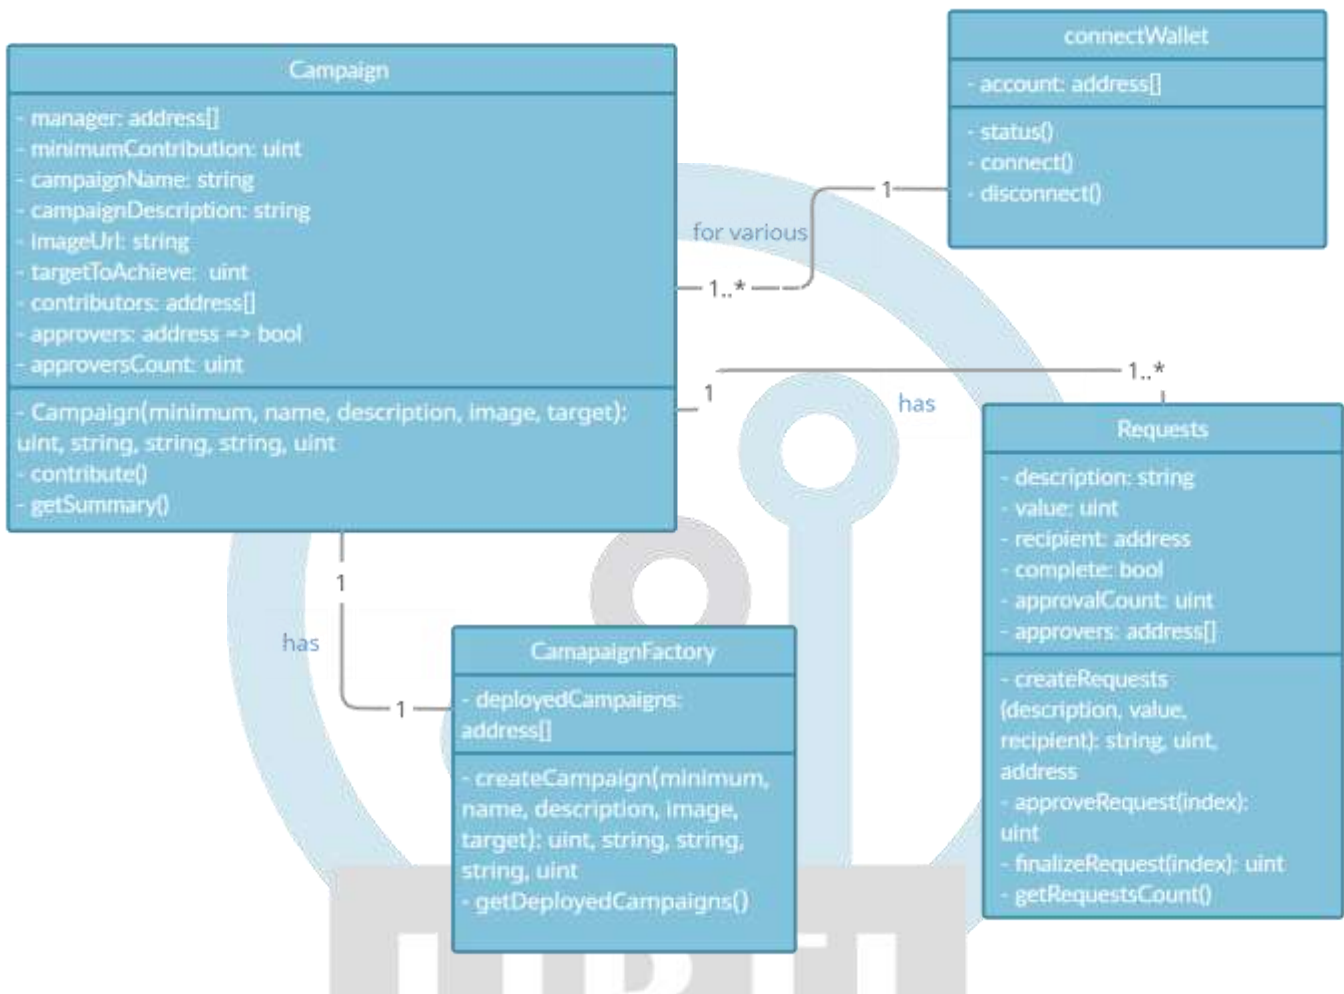 Campaign
- manager: address[]
- minimumContribution: uint
- campaignName: string
- campaignDescription: string
- imageUrl: string
- targetToAchieve:  uint
- contributors: address[]
- approvers: address => bool
- approversCount: uint
- Campaign(minimum, name, description, image, target):
uint, string, string, string, uint
- contribute()
- getSummary()
connectWallet
- account: address[]
- status()
- connect()
- disconnect()
1
for various
1..*
1
1..*
has
Requests
- description: string
- value: uint
- recipient: address
- complete: bool
- approvalCount: uint
- approvers: address[]
- createRequests
(description, value,
recipient): string, uint,
address
- approveRequest(index):
uint
- finalizeRequest(index): uint
- getRequestsCount()
1
has
1
CamapaignFactory
- deployedCampaigns:
address[]
- createCampaign(minimum,
name, description, image,
target): uint, string, string,
string, uint
- getDeployedCampaigns()